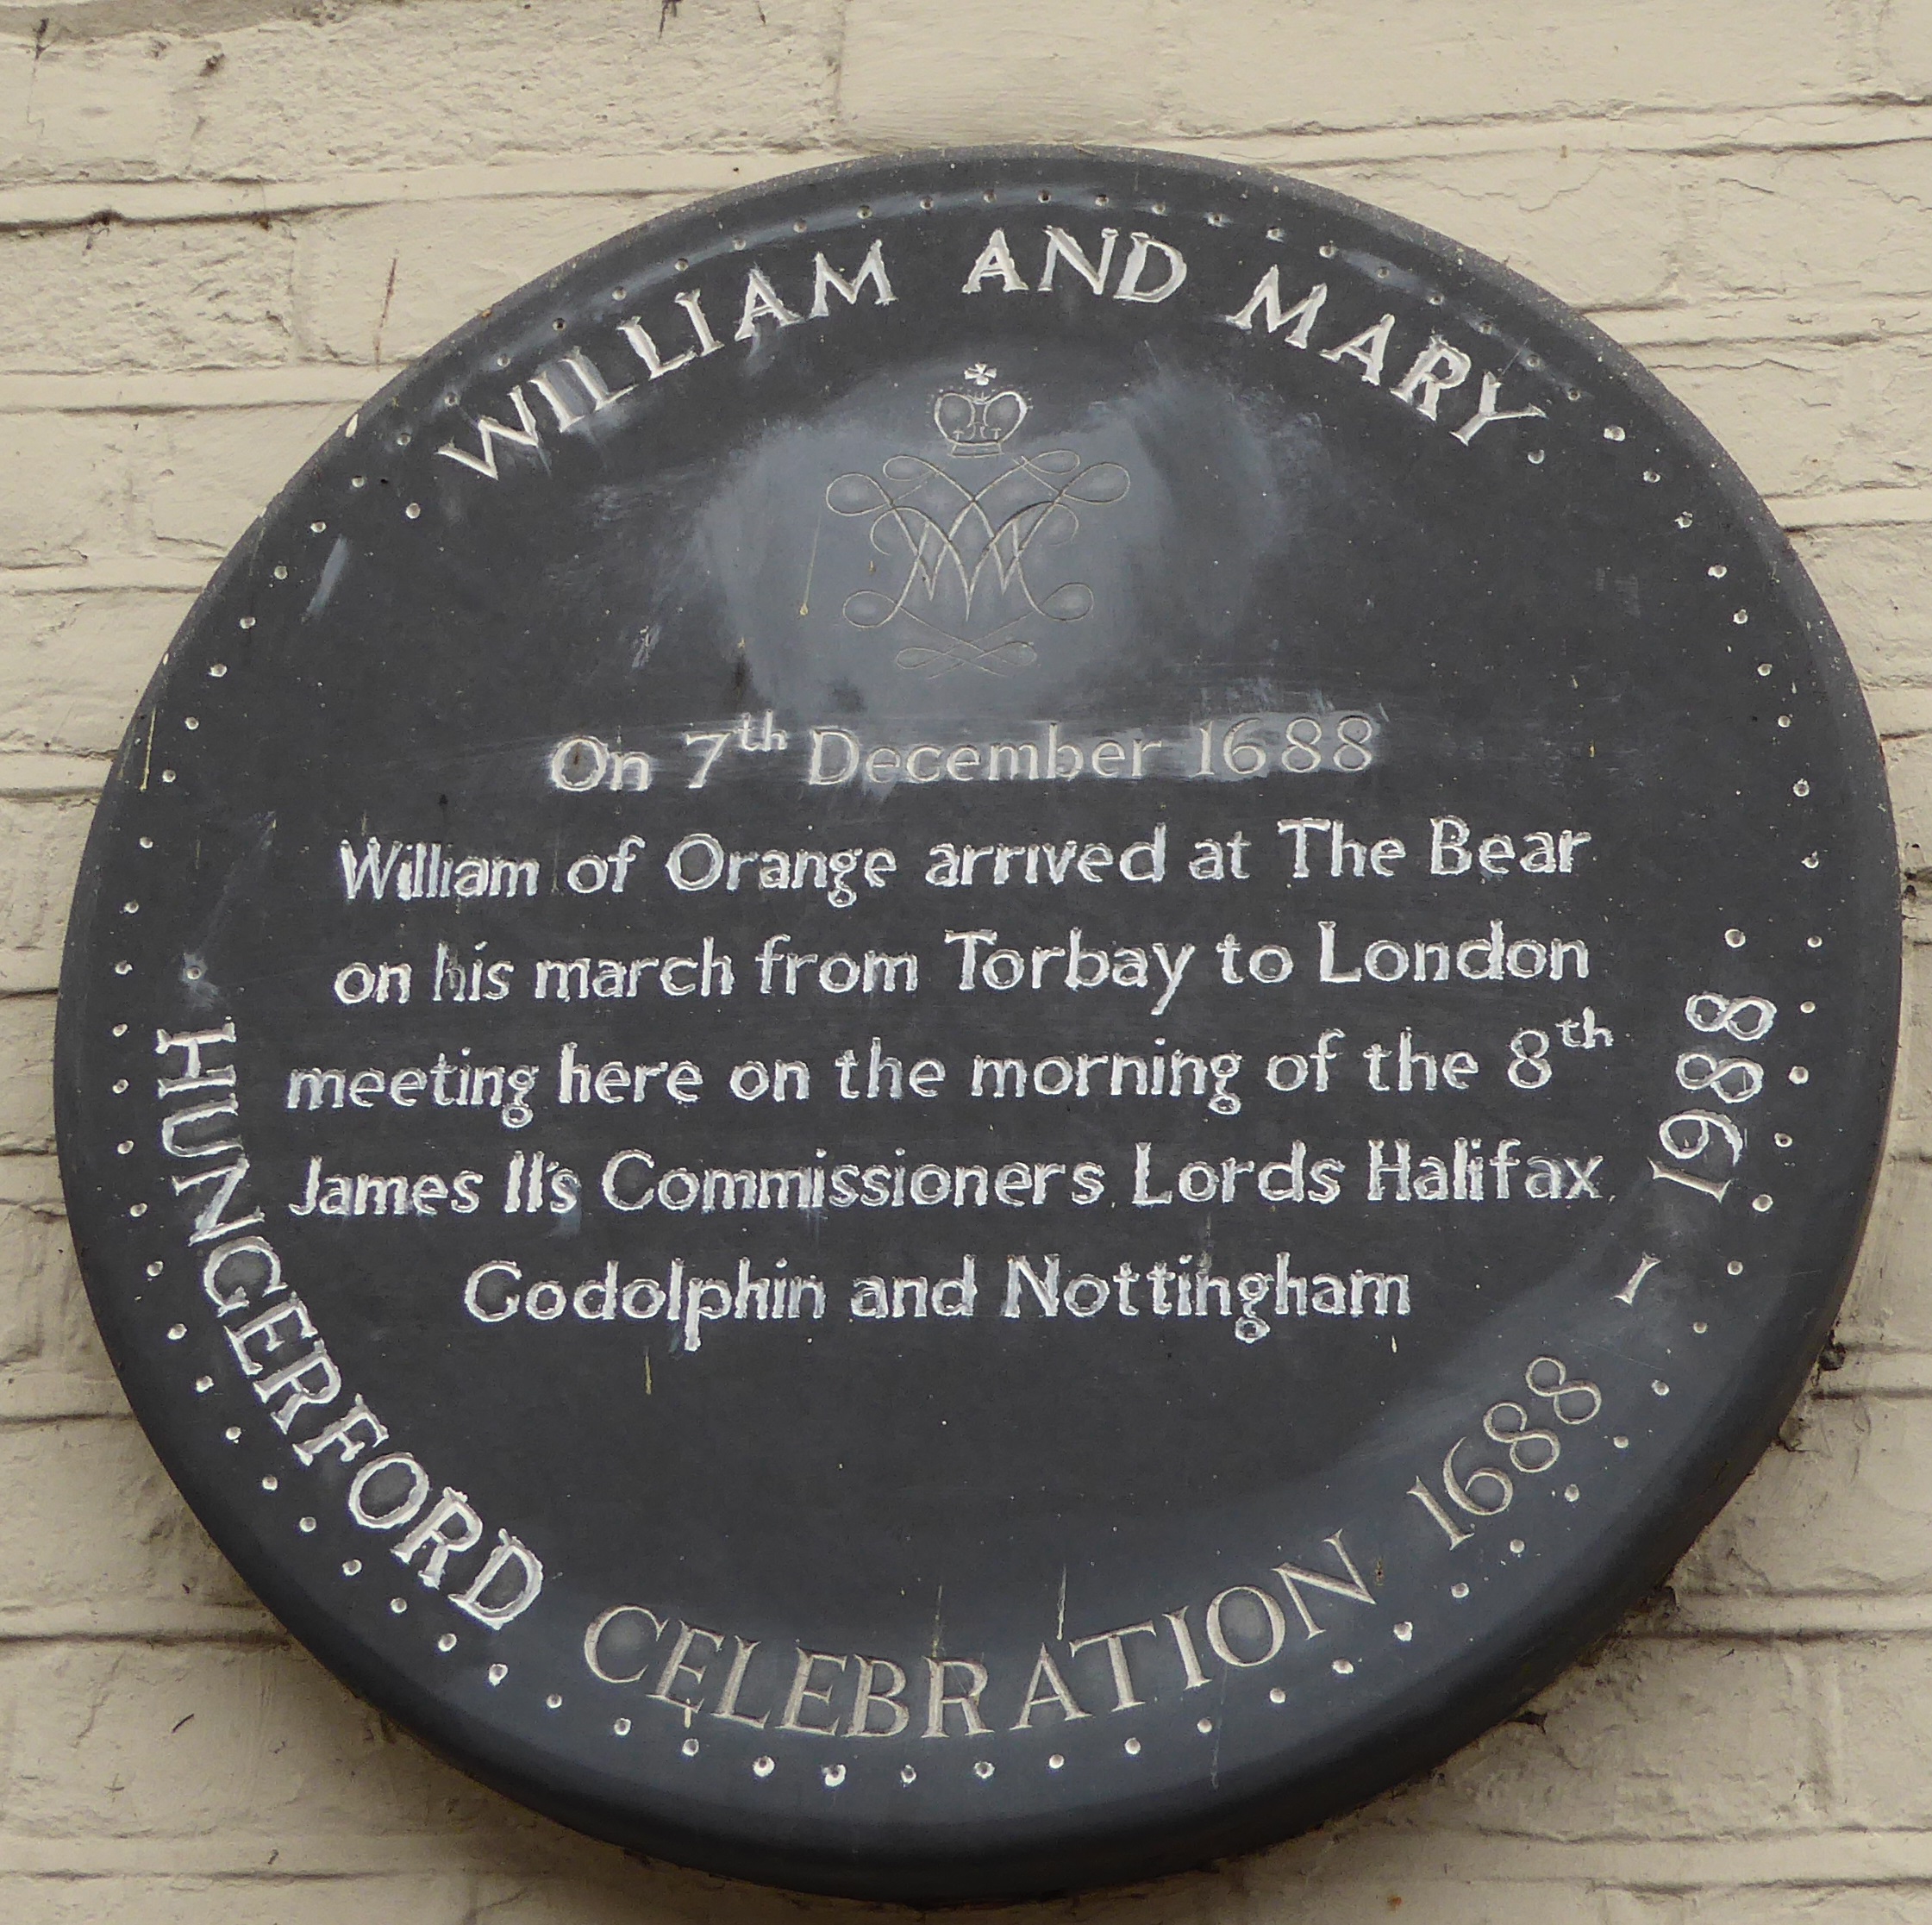 WILLIAM AND MARY
On 7th December 1688
William of Orange arrived at The Bear
on his march from Torbay to London
meeting here on the morning of the 8th
James II's Commissioners Lords Halifax,
Godolphin and Nottingham
HUNGERFORD CELEBRATION 1688 – 1988